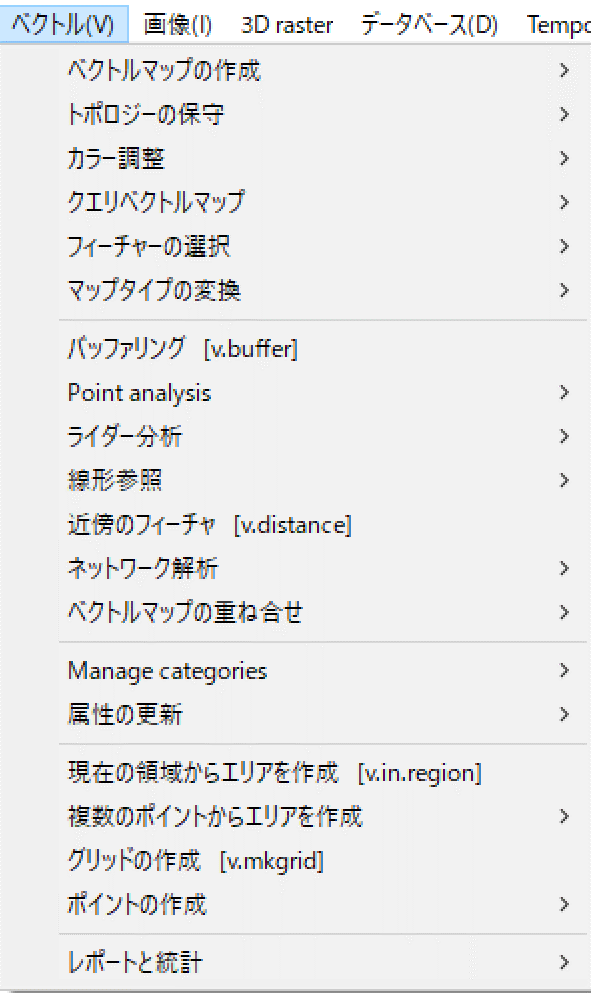 ベクトル(V) 画像(I) 3D raster データベース(D) Tempo
ベクトルマップの作成
トポロジーの保守
カラー調整
クエリベクトルマップ
フィーチャーの選択
マップタイプの変換
バッファリング [v.buffer]
Point analysis
ライダー分析
線形参照
近傍のフィーチャ [v.distance]
ネットワーク解析
ベクトルマップの重ね合せ
Manage categories
属性の更新
現在の領域からエリアを作成 [v.in.region]
複数のポイントからエリアを作成
グリッドの作成 [v.mkgrid]
ポイントの作成
レポートと統計